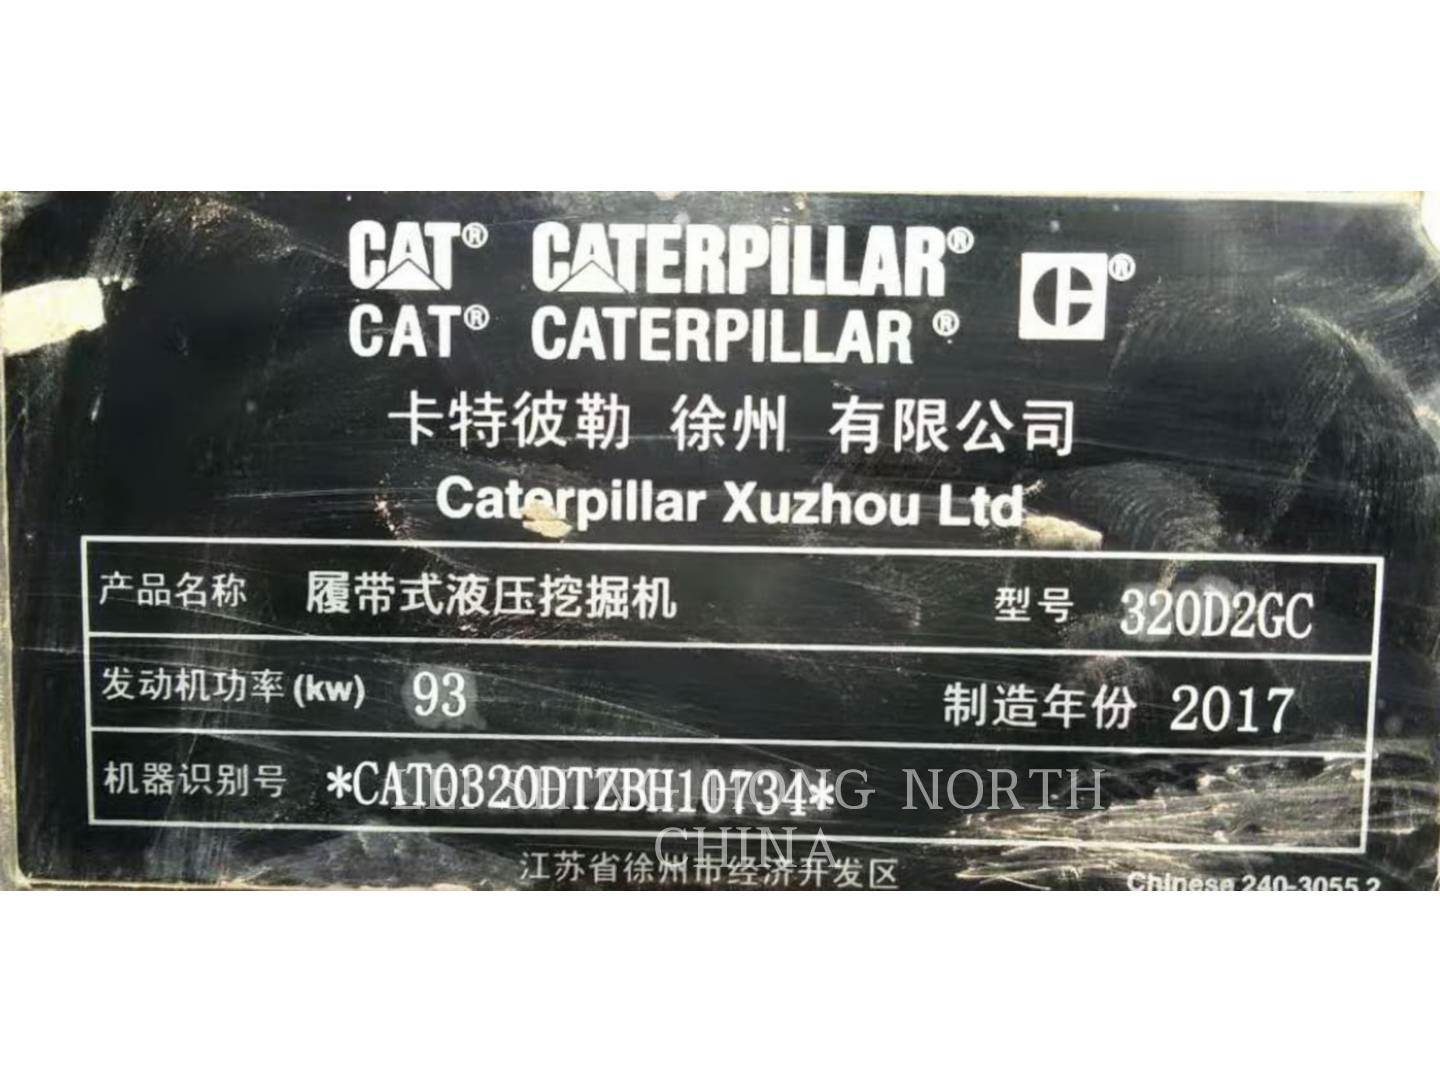 CAT® CATERPILLAR®
CAT® CATERPILLAR®
卡特彼勒 徐州 有限公司
Caterpillar Xuzhou Ltd
产品名称 履带式液压挖掘机 型号 320D2GC
发动机功率(kw) 93 制造年份 2017
机器识别号 *CAT0320DTZBH10734*
NORTH
CHINA
江苏省徐州市经济开发区
Chinese 240-3055 2